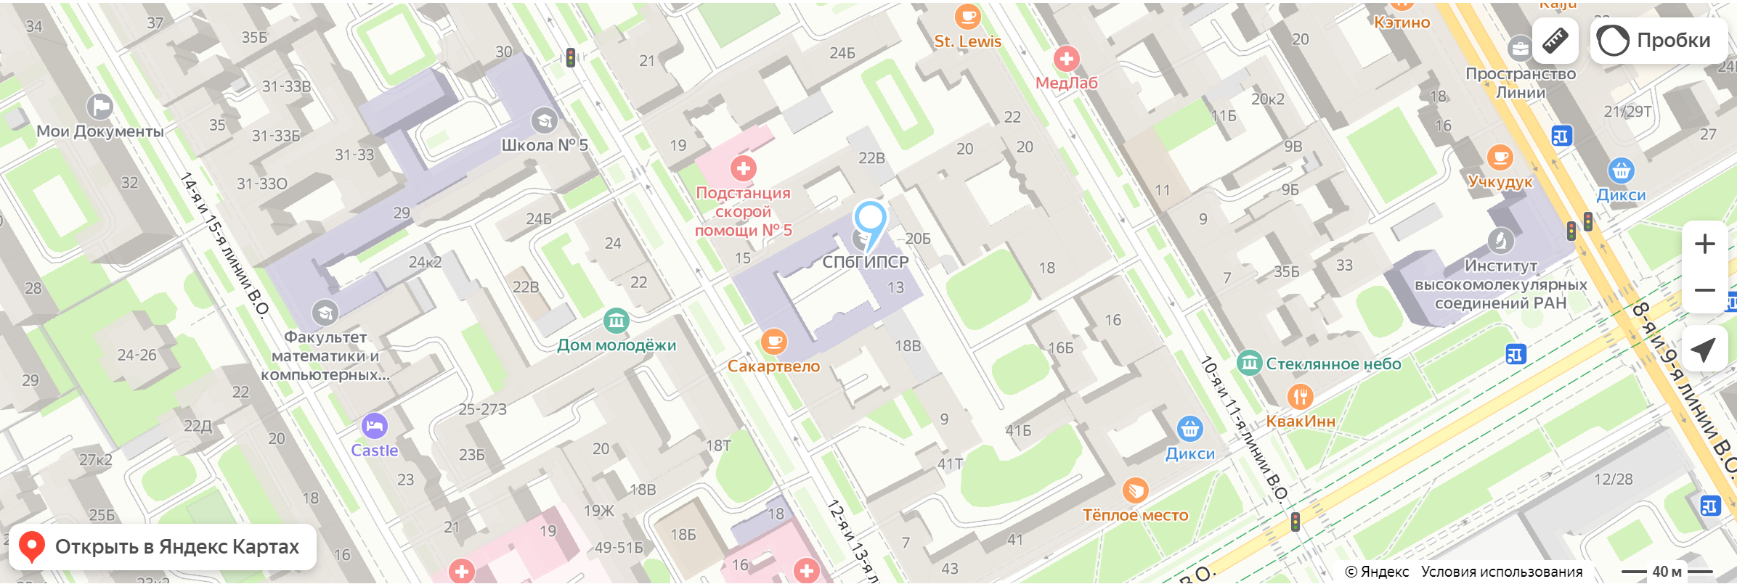 34
35Б
30
21
24Б
St. Lewis
МедЛаб
20
Кэтино
Kaiju
Пробки
Пространство
Линии
24Б
31-33В
Мои Документы
35
31-33Б
Школа № 5
22
20к2
11Б
18
16
21/29Т
27
32
31-33
31-33О
19
Подстанция
скорой
помощи № 5
22В
20
20
9В
9Б
11
9
Учкудук
Дикси
14-я и 15-я линии В.О.
29
24Б
24
24к2
22
22В
15
СПбГИПСР
20Б
13
18
7
35Б
33
Институт
высокомолекулярных
соединений РАН
28
24-26
29
22
Факультет
математики и
компьютерных...
Дом молодёжи
Сакартвело
18В
16
16Б
10-я и 11-я линии В.О.
Стеклянное небо
КвакИнн
8-я и 9-я линии В.О.
22Д
20
27к2
25Б
18
16
23к2
Castle
25-27З
23Б
23
21
20
18В
19Ж
19
49-51Б
18Т
18Б
18
16
12-я и 13-я л
9
41Б
41Т
7
43
41
Дикси
Тёплое место
12/28
В.О.
Открыть в Яндекс Картах
© Яндекс Условия использования
40 м